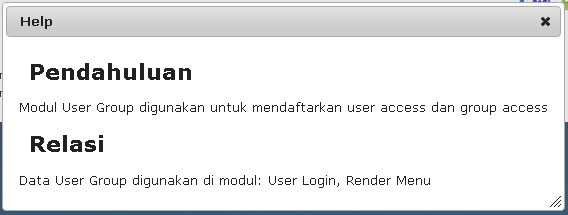 Help
Pendahuluan
Modul User Group digunakan untuk mendaftarkan user access dan group access
Relasi
Data User Group digunakan di modul: User Login, Render Menu